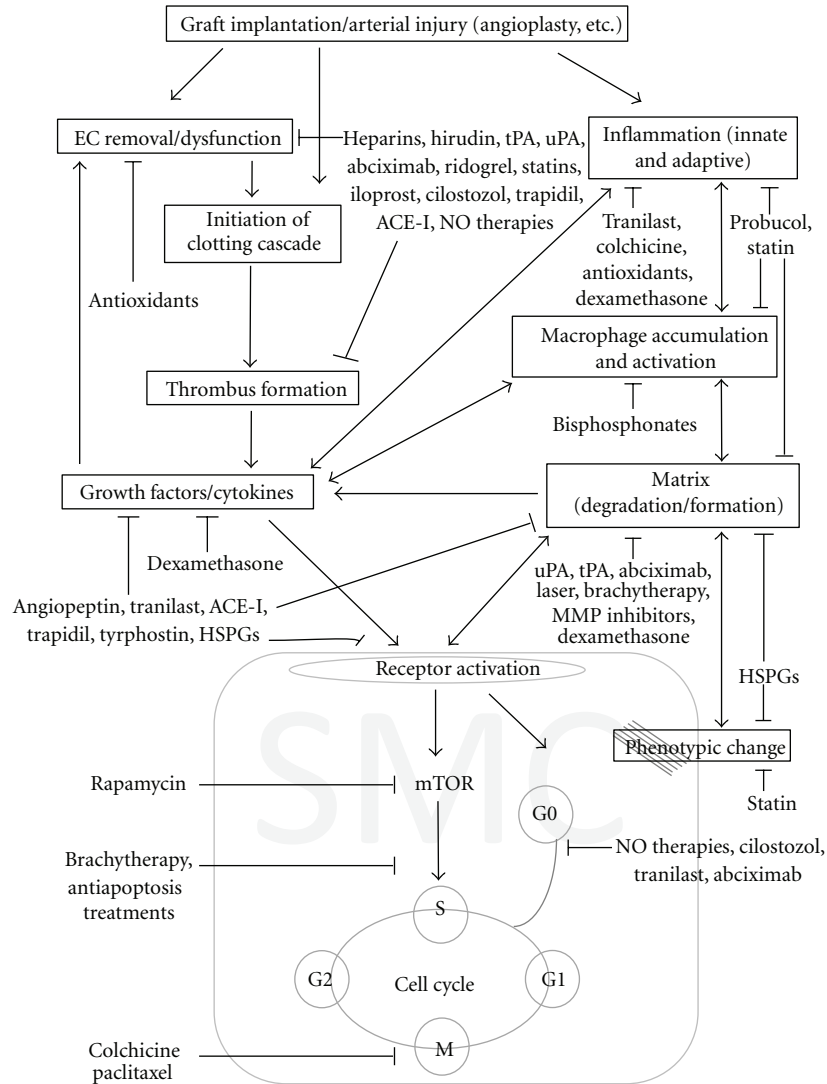 Graft implantation/arterial injury (angioplasty, etc.)
EC removal/dysfunction
Heparins, hirudin, tPA, uPA,
abciximab, ridogrel, statins,
iloprost, cilostozol, trapidil,
ACE-I, NO therapies
Inflammation (innate
and adaptive)
Initiation of
clotting cascade
Tranilast,
colchicine,
antioxidants,
dexamethasone
Probucol,
statin
Antioxidants
Macrophage accumulation
and activation
Thrombus formation
Bisphosphonates
Growth factors/cytokines
Matrix
(degradation/formation)
Dexamethasone
uPA, tPA, abciximab,
laser, brachytherapy,
MMP inhibitors,
dexamethasone
Angiopeptin, tranilast, ACE-I,
trapidil, tyrphostin, HSPGs
Receptor activation
HSPGs
SMC
Phenotypic change
Rapamycin
mTOR
Statin
G0
NO therapies, cilostozol,
tranilast, abciximab
Brachytherapy,
antiapoptosis
treatments
S
G2
Cell cycle
G1
Colchicine
paclitaxel
M